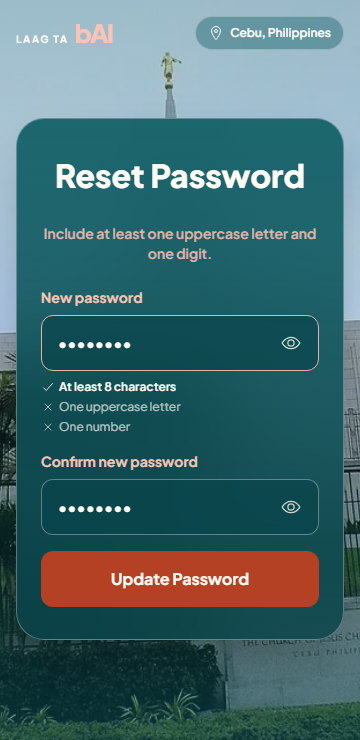 LAAG TA bAI
Cebu, Philippines
Reset Password
Include at least one uppercase letter and
one digit.
New password
••••••••
At least 8 characters
One uppercase letter
One number
Confirm new password
••••••••
Update Password
THE CHURCH OF JESUS CH
CEBU PHILIPP